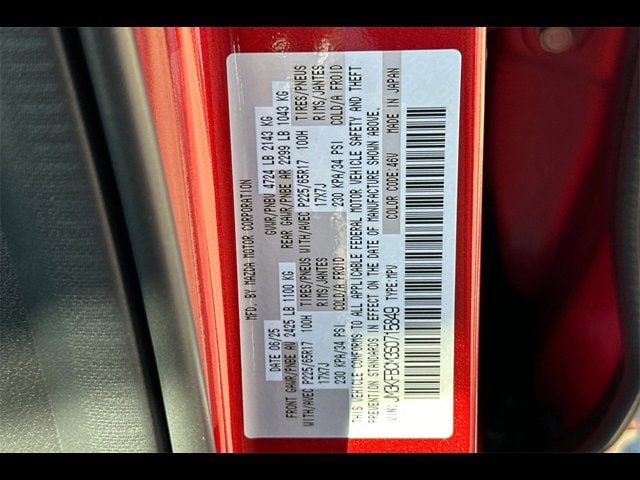 MFD. BY MAZDA MOTOR CORPORATION
DATE 06/25 GVWR/PNBV 4724 LB 2143 KG
FRONT GAWR/PNBE AV 2425 LB 1100 KG REAR GAWR/PNBE AR 2299 LB 1043 KG
WITH/AVEC P225/65R17 100H TIRES/PNEUS WITH/AVEC P225/65R17 100H TIRES/PNEUS
17X7J RIMS/JANTES 17X7J RIMS/JANTES
230 KPA/34 PSI COLD/A FROID 230 KPA/34 PSI COLD/A FROID
THIS VEHICLE CONFORMS TO ALL APPLICABLE FEDERAL MOTOR VEHICLE SAFETY AND THEFT
PREVENTION STANDARDS IN EFFECT ON THE DATE OF MANUFACTURE SHOWN ABOVE.
VIN: TYPE:MPV COLOR CODE:46V MADE IN JAPAN